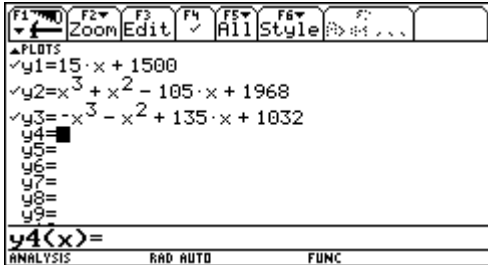 F1 F2 Zoom F3 Edit F4 ✓ F5 All F6 Style F7
PLOTS
✓y1=15·x + 1500
✓y2=x³ + x² - 105·x + 1968
✓y3=-x³ - x² + 135·x + 1032
y4=
y5=
y6=
y7=
y8=
y9=
y4(x)=
ANALYSIS RAD AUTO FUNC